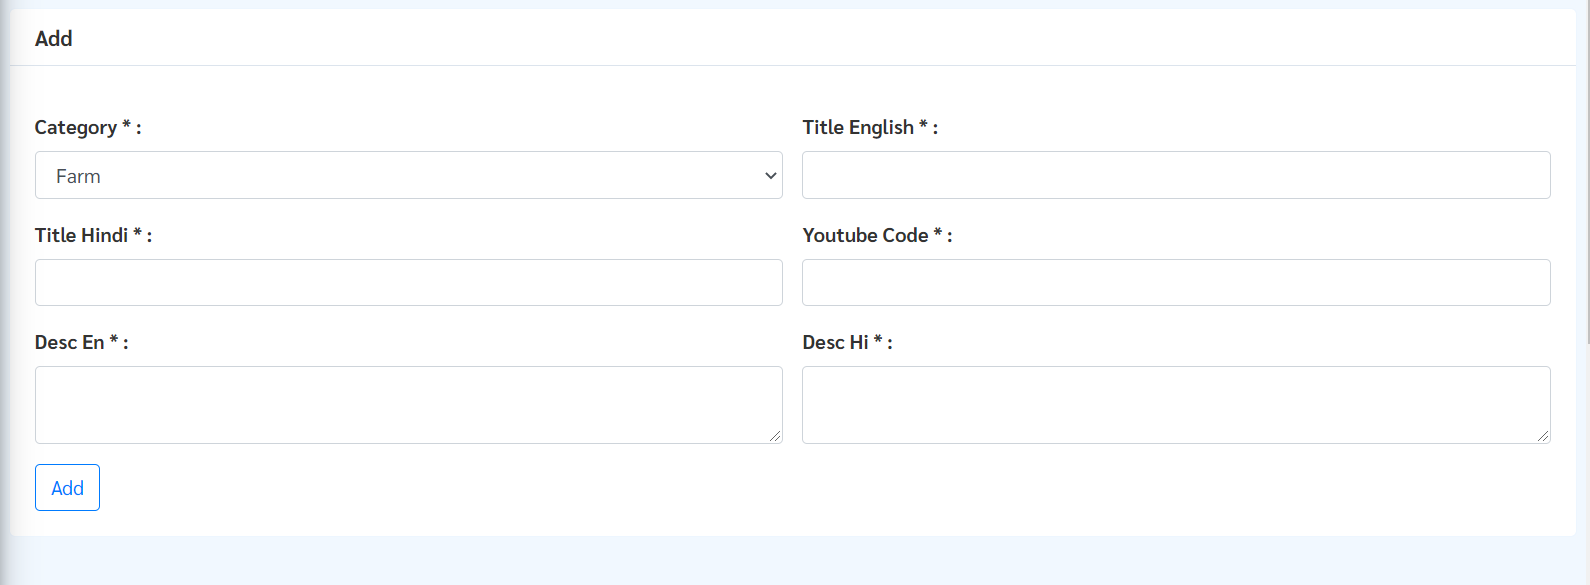 Add
Category * :
Title English * :
Farm
Title Hindi * :
Youtube Code * :
Desc En * :
Desc Hi * :
Add